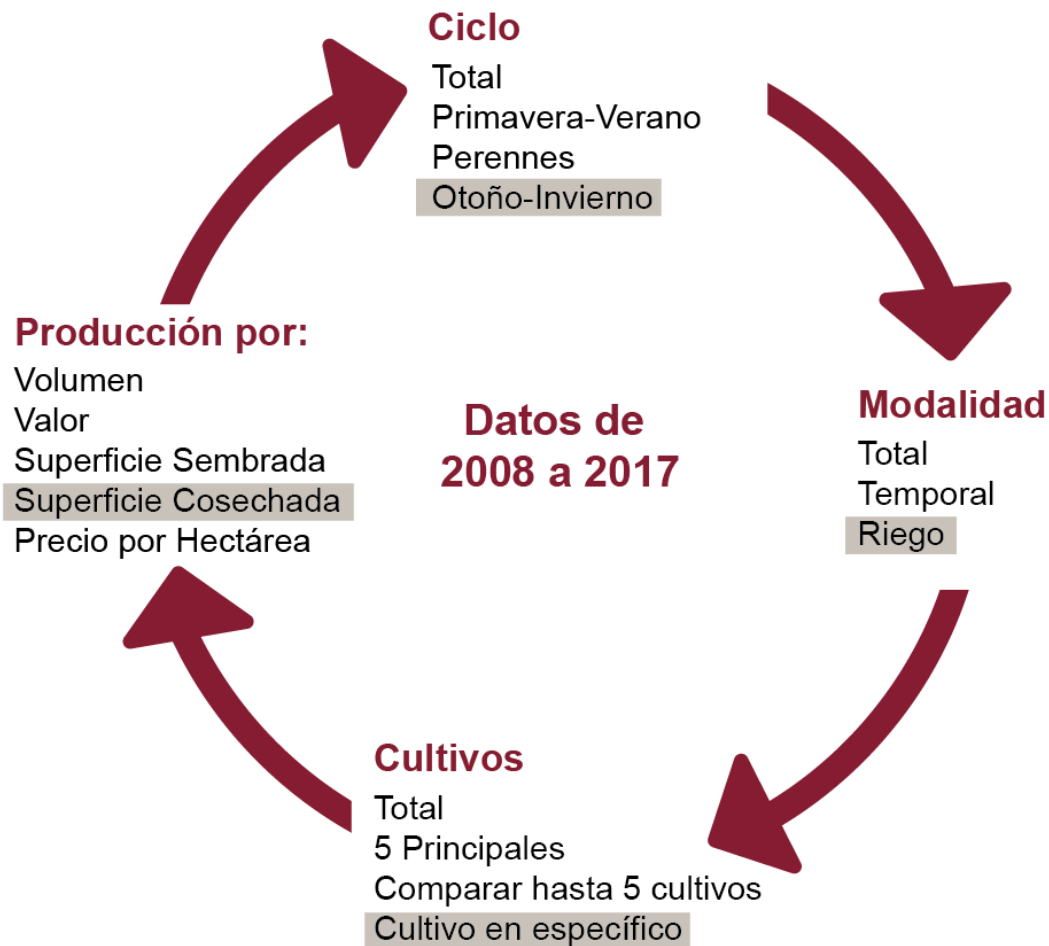 Ciclo
Total
Primavera-Verano
Perennes
Otoño-Invierno
Modalidad
Total
Temporal
Riego
Cultivos
Total
5 Principales
Comparar hasta 5 cultivos
Cultivo en específico
Producción por:
Volumen
Valor
Superficie Sembrada
Superficie Cosechada
Precio por Hectárea
Datos de
2008 a 2017